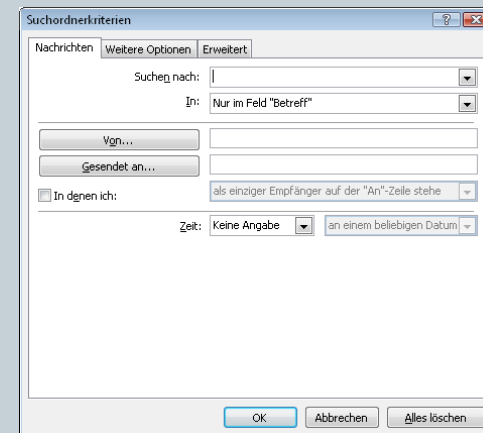 Suchordnerkriterien
Nachrichten Weitere Optionen Erweitert
Suchen nach:
In: Nur im Feld "Betreff"
Von...
Gesendet an...
In denen ich: als einziger Empfänger auf der "An"-Zeile stehe
Zeit: Keine Angabe an einem beliebigen Datum
OK Abbrechen Alles löschen